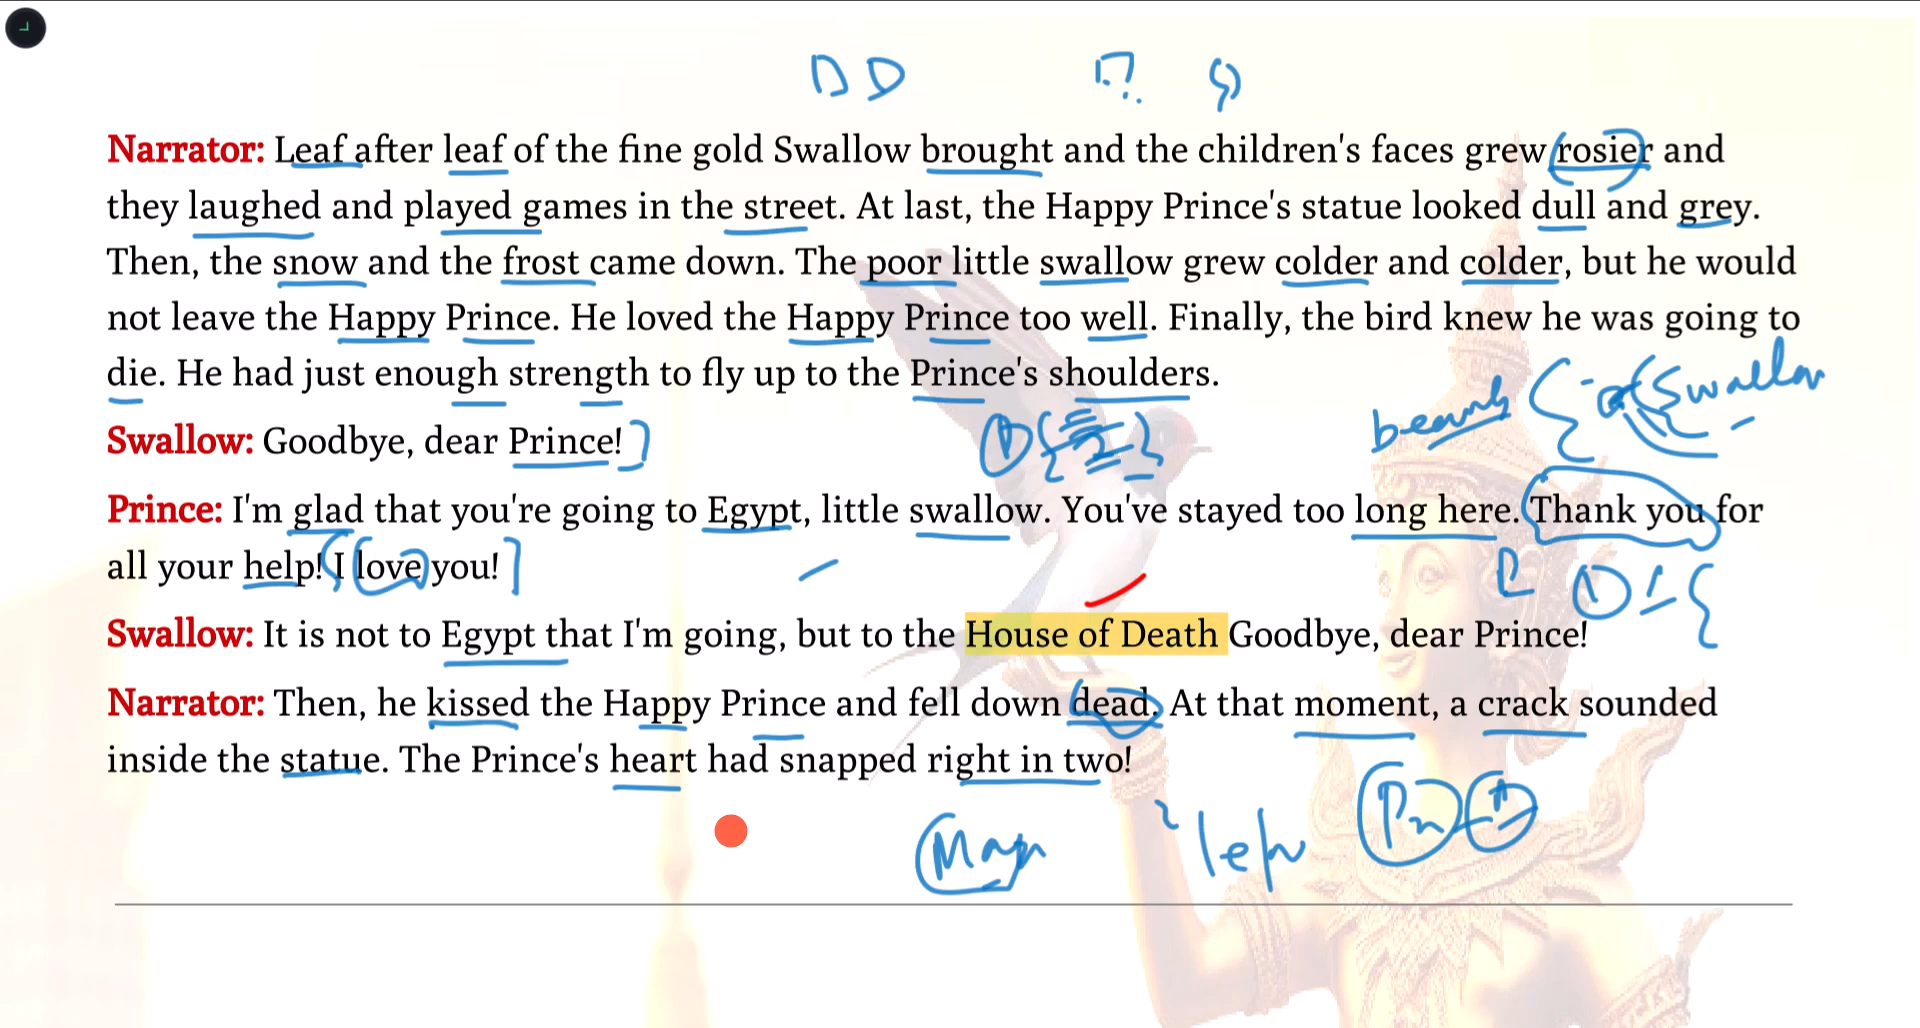 Narrator: Leaf after leaf of the fine gold Swallow brought and the children's faces grew rosier and
they laughed and played games in the street. At last, the Happy Prince's statue looked dull and grey.
Then, the snow and the frost came down. The poor little swallow grew colder and colder, but he would
not leave the Happy Prince. He loved the Happy Prince too well. Finally, the bird knew he was going to
die. He had just enough strength to fly up to the Prince's shoulders.
Swallow
Swallow: Goodbye, dear Prince!
Prince: I'm glad that you're going to Egypt, little swallow. You've stayed too long here. Thank you for
all your help! I love you!
Swallow: It is not to Egypt that I'm going, but to the House of Death Goodbye, dear Prince!
Narrator: Then, he kissed the Happy Prince and fell down dead. At that moment, a crack sounded
inside the statue. The Prince's heart had snapped right in two!